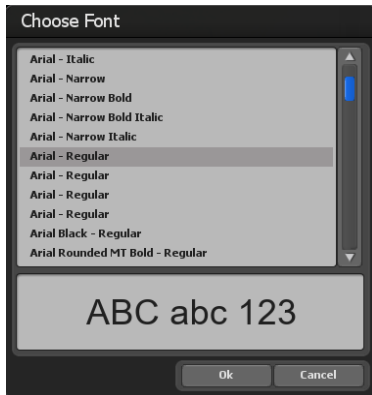 Choose Font
Arial - Italic
Arial - Narrow
Arial - Narrow Bold
Arial - Narrow Bold Italic
Arial - Narrow Italic
Arial - Regular
Arial - Regular
Arial - Regular
Arial - Regular
Arial Black - Regular
Arial Rounded MT Bold - Regular
ABC abc 123
Ok
Cancel